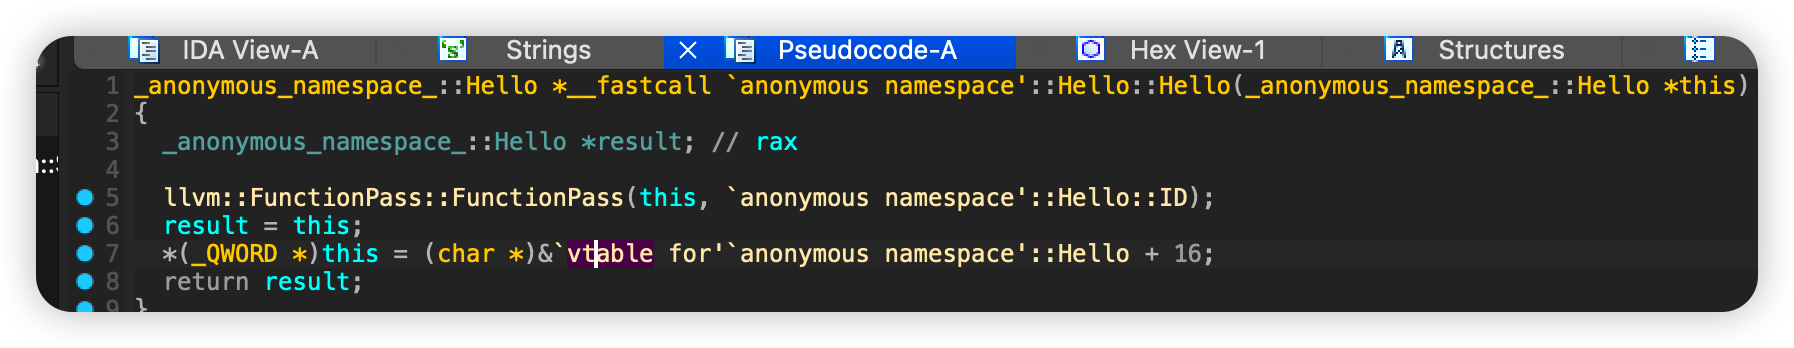 IDA View-A Strings Pseudocode-A Hex View-1 Structures
1 _anonymous_namespace_::Hello *__fastcall `anonymous namespace'::Hello::Hello(_anonymous_namespace_::Hello *this)
2 {
3 _anonymous_namespace_::Hello *result; // rax
4
5 llvm::FunctionPass::FunctionPass(this, `anonymous namespace'::Hello::ID);
6 result = this;
7 *(_QWORD *)this = (char *)&`vtable for'`anonymous namespace'::Hello + 16;
8 return result;
9 }